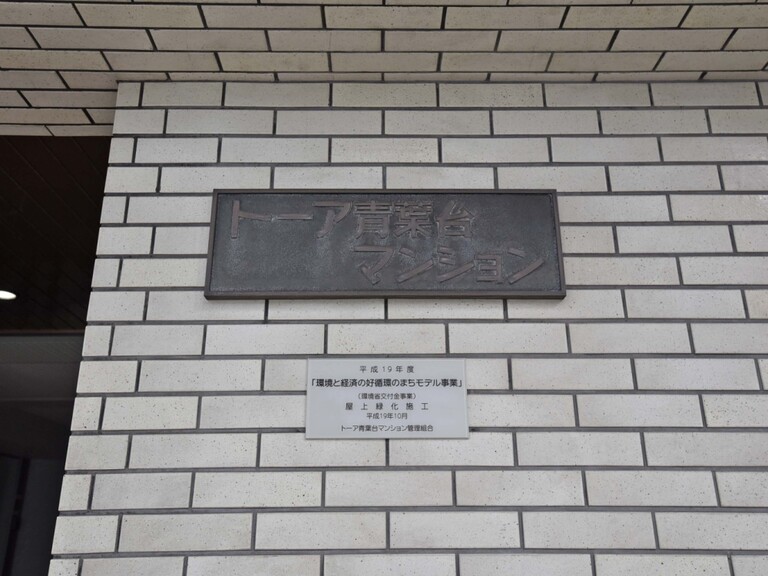 トーア青葉台
マンション
平成19年度
「環境と経済の好循環のまちモデル事業」
(環境省交付金事業)
屋上緑化施工
平成19年10月
トーア青葉台マンション管理組合